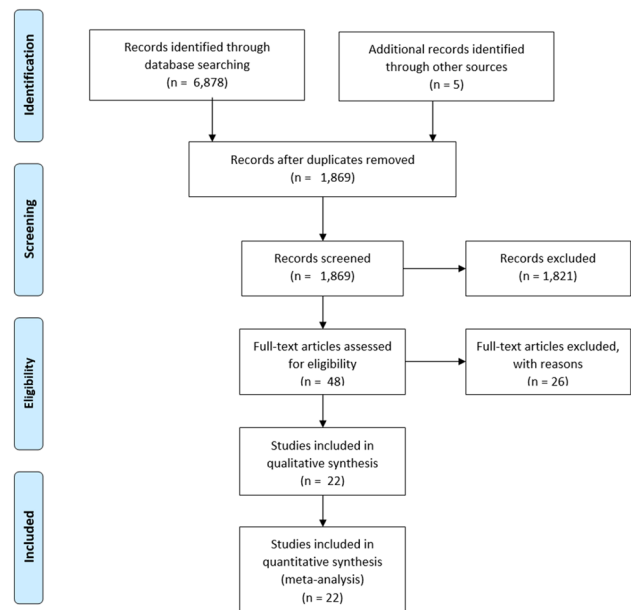 Identification
Records identified through
database searching
(n = 6,878)
Additional records identified
through other sources
(n = 5)
Records after duplicates removed
(n = 1,869)
Screening
Records screened
(n = 1,869)
Records excluded
(n = 1,821)
Eligibility
Full-text articles assessed
for eligibility
(n = 48)
Full-text articles excluded,
with reasons
(n = 26)
Studies included in
qualitative synthesis
(n = 22)
Included
Studies included in
quantitative synthesis
(meta-analysis)
(n = 22)